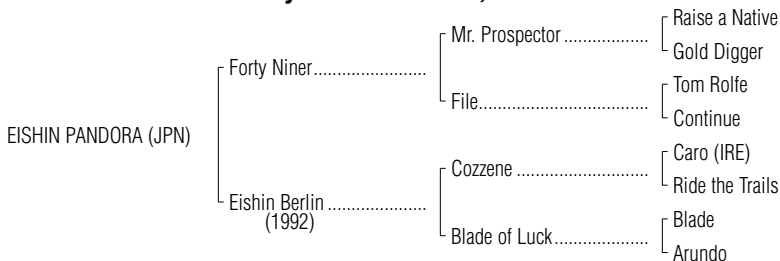 Raise a Native
Mr. Prospector ....................
Gold Digger
Forty Niner.........................
Tom Rolfe
File........................................
Continue
EISHIN PANDORA (JPN)
Caro (IRE)
Cozzene ...............................
Ride the Trails
Eishin Berlin ......................
(1992)
Blade
Blade of Luck......................
Arundo